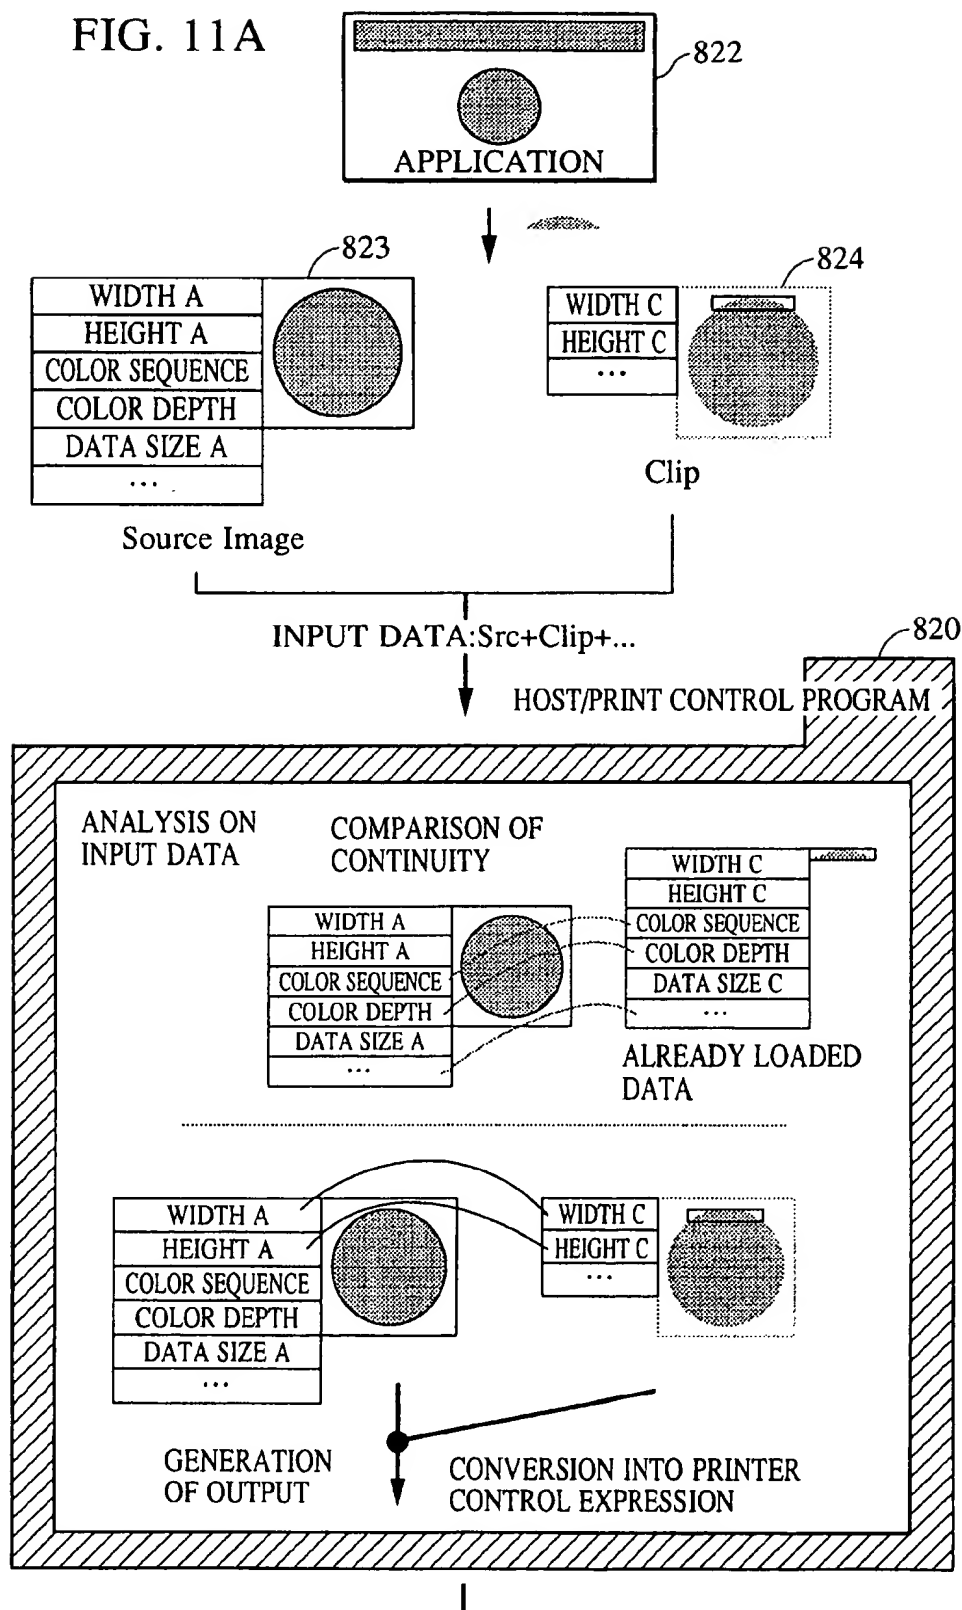 FIG. 11A
822
APPLICATION
823
WIDTH A
HEIGHT A
COLOR SEQUENCE
COLOR DEPTH
DATA SIZE A
...
Source Image
824
WIDTH C
HEIGHT C
...
Clip
INPUT DATA:Src+Clip+...
820
HOST/PRINT CONTROL PROGRAM
ANALYSIS ON
INPUT DATA
COMPARISON OF
CONTINUITY
WIDTH A
HEIGHT A
COLOR SEQUENCE
COLOR DEPTH
DATA SIZE A
...
WIDTH C
HEIGHT C
COLOR SEQUENCE
COLOR DEPTH
DATA SIZE C
...
ALREADY LOADED
DATA
WIDTH A
HEIGHT A
COLOR SEQUENCE
COLOR DEPTH
DATA SIZE A
...
WIDTH C
HEIGHT C
...
GENERATION
OF OUTPUT
CONVERSION INTO PRINTER
CONTROL EXPRESSION